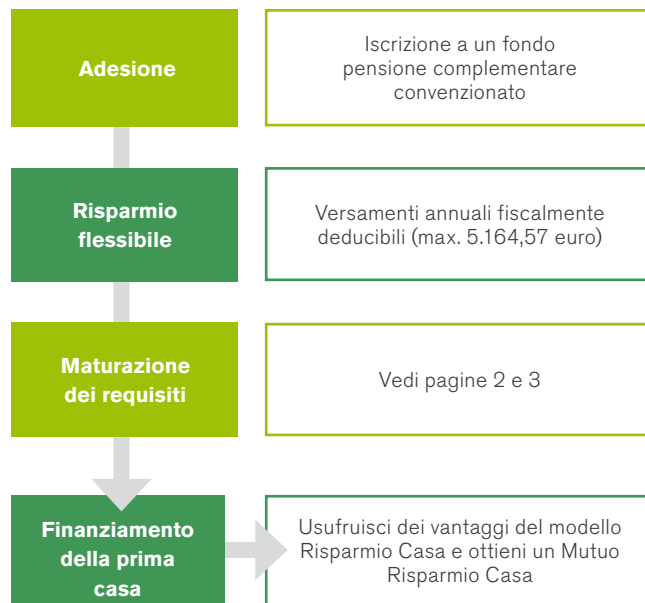 Adesione
Iscrizione a un fondo
pensione complementare
convenzionato
Risparmio
flessibile
Versamenti annuali fiscalmente
deducibili (max. 5.164,57 euro)
Maturazione
dei requisiti
Vedi pagine 2 e 3
Finanziamento
della prima
casa
Usufruisci dei vantaggi del modello
Risparmio Casa e ottieni un Mutuo
Risparmio Casa